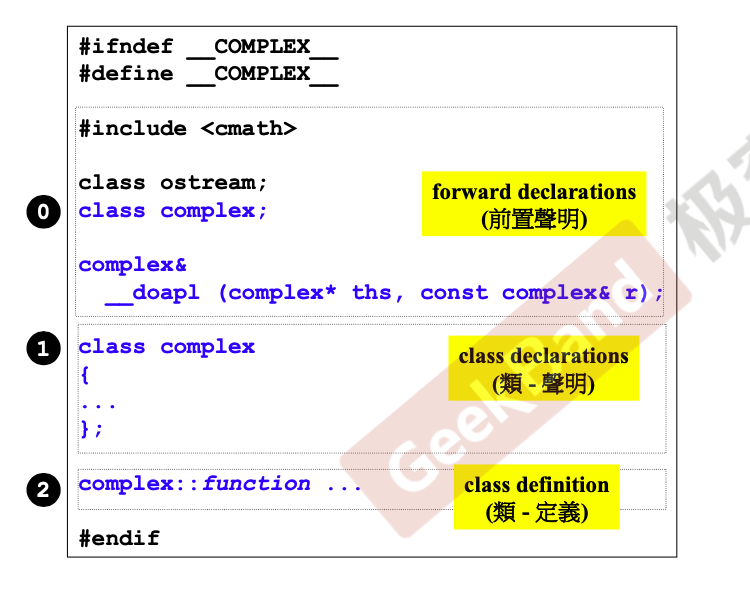 #ifndef __COMPLEX__
#define __COMPLEX__
#include <cmath>
class ostream;
class complex;
complex&
__doapl (complex* ths, const complex& r);
0
forward declarations
(前置聲明)
1
class complex
{
...
};
class declarations
(類 - 聲明)
2
complex::function ...
class definition
(類 - 定義)
#endif
GeekBand
极